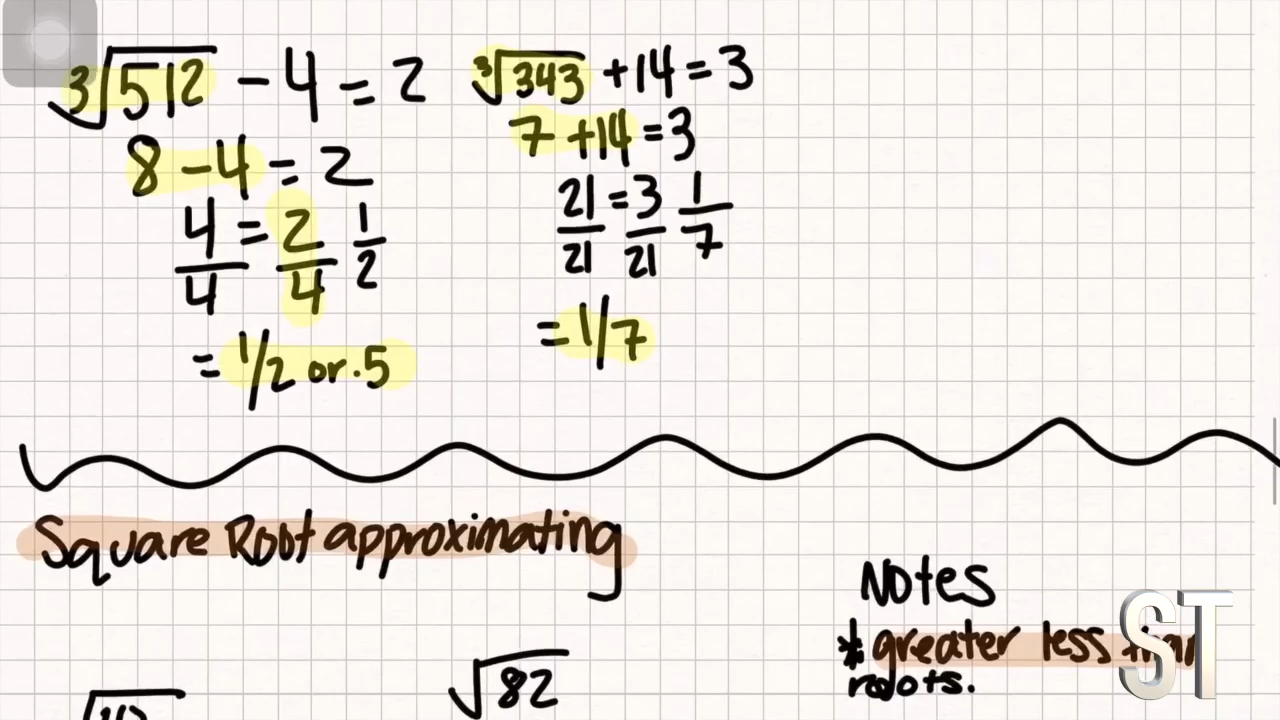 ∛512 - 4 = 2
8 - 4 = 2
4/4 = 2/4 1/2
= 1/2 or .5
∛343 + 14 = 3
7 + 14 = 3
21/21 = 3/21 1/7
= 1/7
Square Root approximating
√82
Notes
* greater less than
roots.
ST